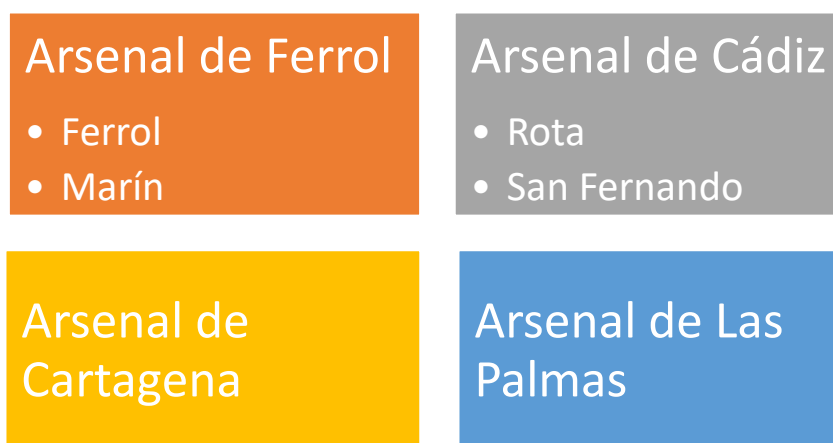 Arsenal de Ferrol
• Ferrol
• Marín
Arsenal de Cádiz
• Rota
• San Fernando
Arsenal de
Cartagena
Arsenal de Las
Palmas